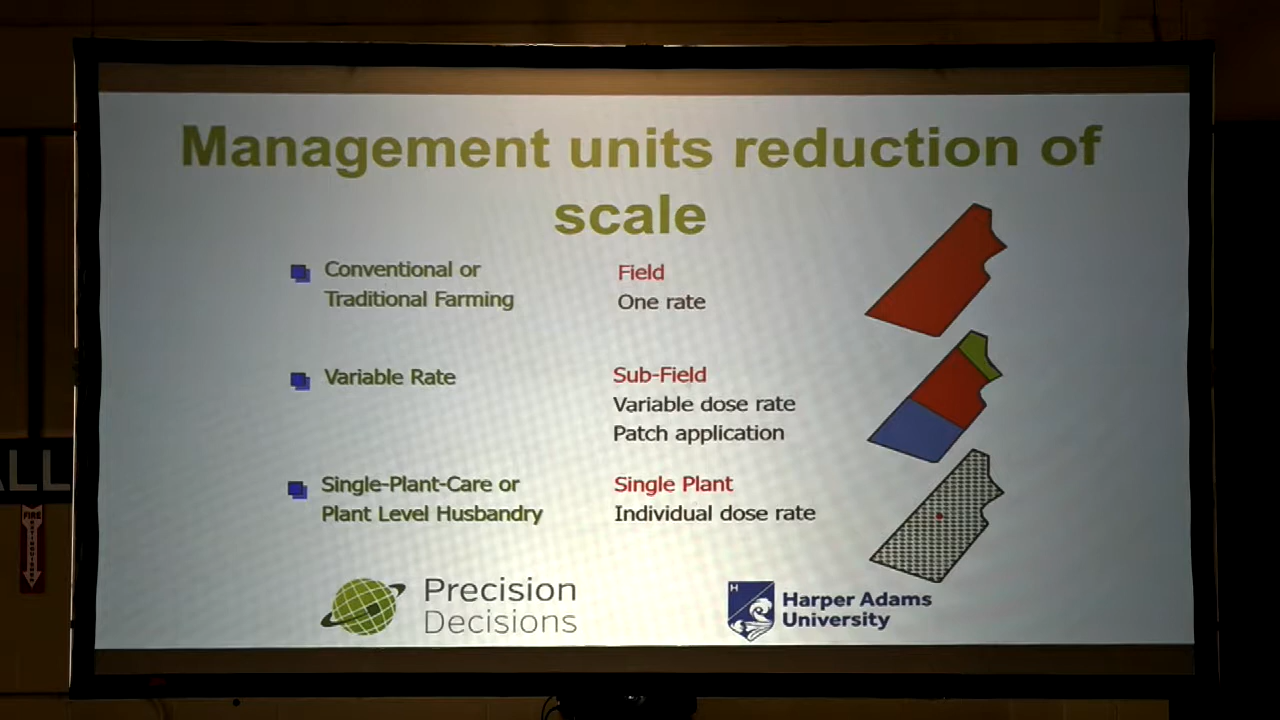 Management units reduction of
scale
Conventional or
Traditional Farming
Field
One rate
Variable Rate
Sub-Field
Variable dose rate
Patch application
Single-Plant-Care or
Plant Level Husbandry
Single Plant
Individual dose rate
Precision
Decisions
H
Harper Adams
University
ALL
FIRE
EXTINGUISHER